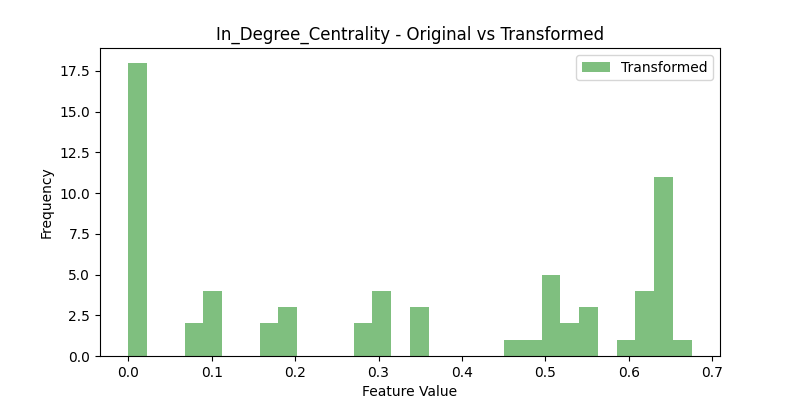 In_Degree_Centrality - Original vs Transformed
Transformed
Frequency
17.5
15.0
12.5
10.0
7.5
5.0
2.5
0.0
0.0 0.1 0.2 0.3 0.4 0.5 0.6 0.7
Feature Value